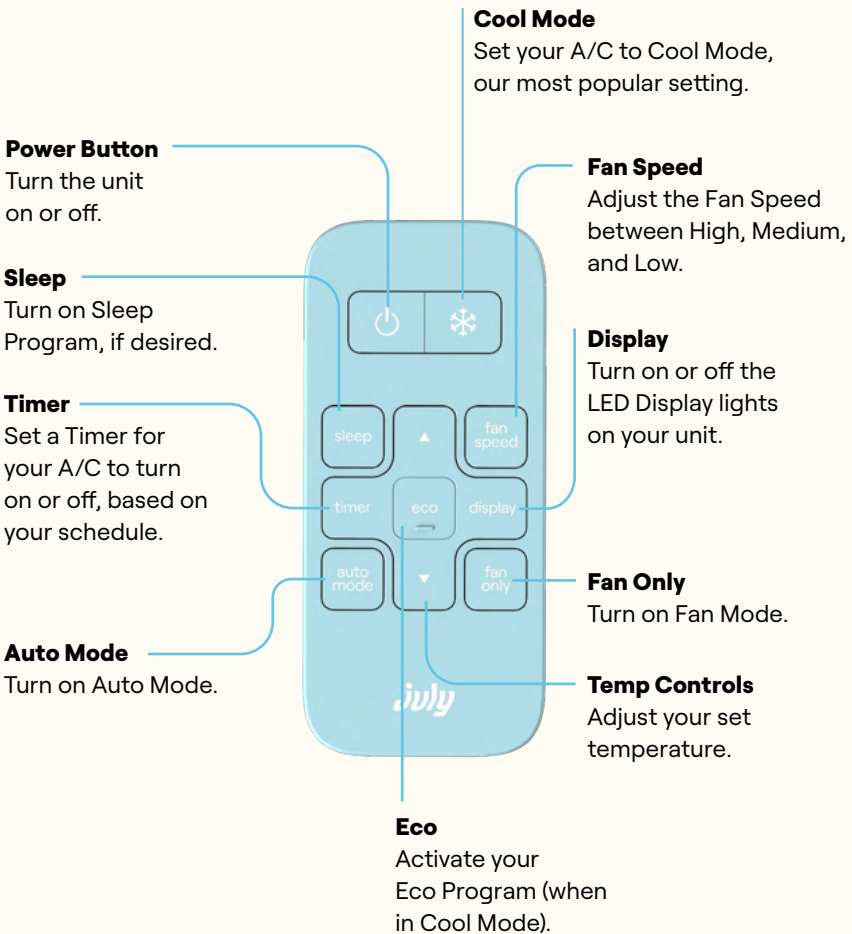 Cool Mode
Set your A/C to Cool Mode,
our most popular setting.
Power Button
Turn the unit
on or off.
Fan Speed
Adjust the Fan Speed
between High, Medium,
and Low.
Sleep
Turn on Sleep
Program, if desired.
Display
Turn on or off the
LED Display lights
on your unit.
Timer
Set a Timer for
your A/C to turn
on or off, based on
your schedule.
sleep
fan
speed
timer
eco
display
auto
mode
fan
only
Fan Only
Turn on Fan Mode.
Auto Mode
Turn on Auto Mode.
july
Temp Controls
Adjust your set
temperature.
Eco
Activate your
Eco Program (when
in Cool Mode).